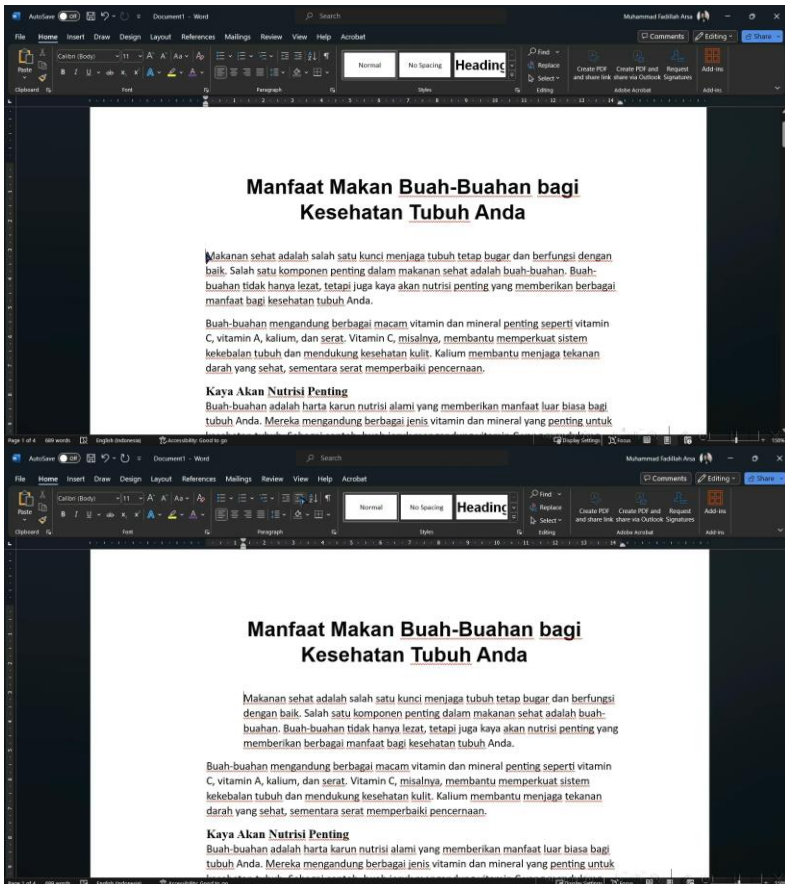 AutoSave Off Document1 - Word Search Muhammad Fadillah Arsa
File Home Insert Draw Design Layout References Mailings Review View Help Acrobat Comments Editing Share
Calibri (Body) 11 Normal No Spacing Heading Find
Paste Replace Create PDF and share link Create PDF and share via Outlook Request Signatures Add-ins
Select
Clipboard Font Paragraph Styles Editing Adobe Acrobat Add-ins
Manfaat Makan Buah-Buahan bagi
Kesehatan Tubuh Anda
Makanan sehat adalah salah satu kunci menjaga tubuh tetap bugar dan berfungsi dengan
baik. Salah satu komponen penting dalam makanan sehat adalah buah-buahan. Buah-
buahan tidak hanya lezat, tetapi juga kaya akan nutrisi penting yang memberikan berbagai
manfaat bagi kesehatan tubuh Anda.
Buah-buahan mengandung berbagai macam vitamin dan mineral penting seperti vitamin
C, vitamin A, kalium, dan serat. Vitamin C, misalnya, membantu memperkuat sistem
kekebalan tubuh dan mendukung kesehatan kulit. Kalium membantu menjaga tekanan
darah yang sehat, sementara serat memperbaiki pencernaan.
Kaya Akan Nutrisi Penting
Buah-buahan adalah harta karun nutrisi alami yang memberikan manfaat luar biasa bagi
tubuh Anda. Mereka mengandung berbagai jenis vitamin dan mineral yang penting untuk
Page 1 of 4 689 words English (Indonesia) Accessibility: Good to go Display Settings Focus 150%
AutoSave Off Document1 - Word Search Muhammad Fadillah Arsa
File Home Insert Draw Design Layout References Mailings Review View Help Acrobat Comments Editing Share
Calibri (Body) 11 Normal No Spacing Heading Find
Paste Replace Create PDF and share link Create PDF and share via Outlook Request Signatures Add-ins
Select
Clipboard Font Paragraph Styles Editing Adobe Acrobat Add-ins
Manfaat Makan Buah-Buahan bagi
Kesehatan Tubuh Anda
Makanan sehat adalah salah satu kunci menjaga tubuh tetap bugar dan berfungsi
dengan baik. Salah satu komponen penting dalam makanan sehat adalah buah-
buahan. Buah-buahan tidak hanya lezat, tetapi juga kaya akan nutrisi penting yang
memberikan berbagai manfaat bagi kesehatan tubuh Anda.
Buah-buahan mengandung berbagai macam vitamin dan mineral penting seperti vitamin
C, vitamin A, kalium, dan serat. Vitamin C, misalnya, membantu memperkuat sistem
kekebalan tubuh dan mendukung kesehatan kulit. Kalium membantu menjaga tekanan
darah yang sehat, sementara serat memperbaiki pencernaan.
Kaya Akan Nutrisi Penting
Buah-buahan adalah harta karun nutrisi alami yang memberikan manfaat luar biasa bagi
tubuh Anda. Mereka mengandung berbagai jenis vitamin dan mineral yang penting untuk